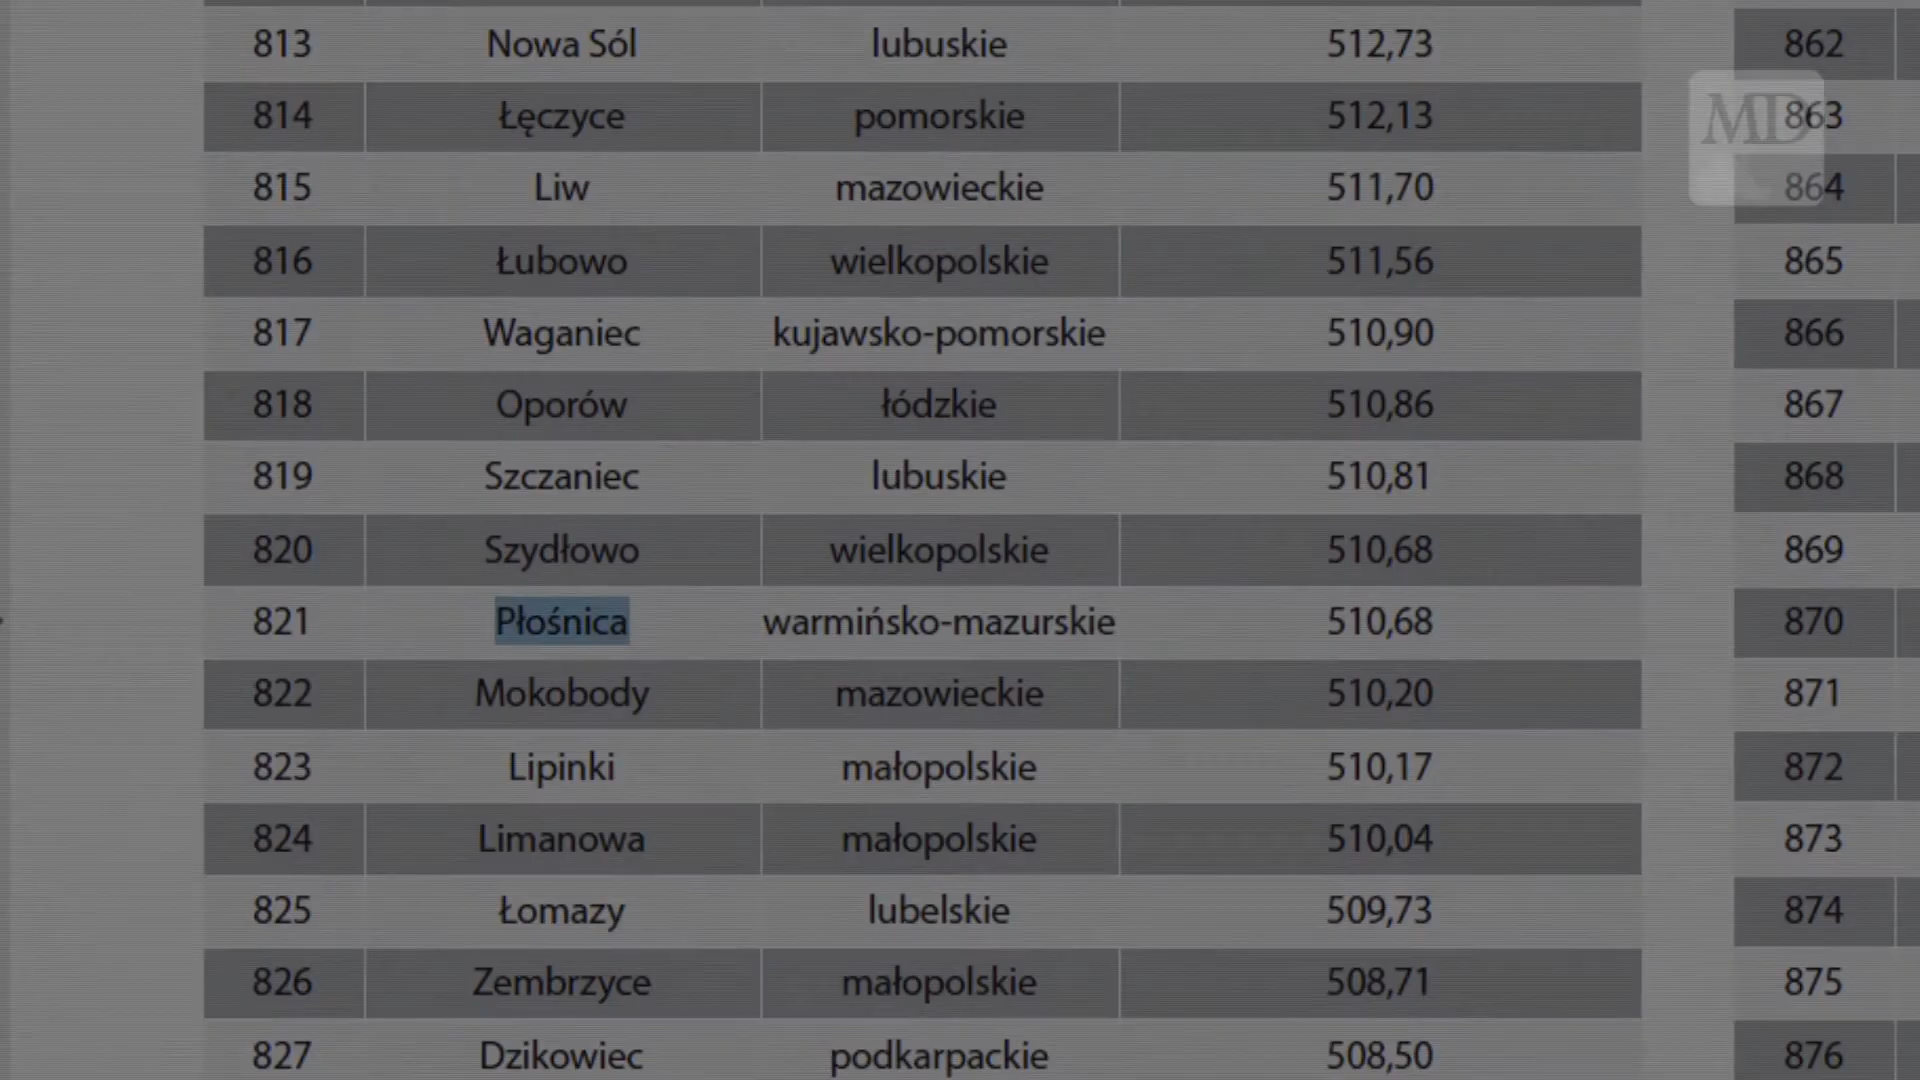 813 Nowa Sól lubuskie 512,73 862
814 Łęczyce pomorskie 512,13 863
815 Liw mazowieckie 511,70 864
816 Łubowo wielkopolskie 511,56 865
817 Waganiec kujawsko-pomorskie 510,90 866
818 Oporów łódzkie 510,86 867
819 Szczaniec lubuskie 510,81 868
820 Szydłowo wielkopolskie 510,68 869
821 Płośnica warmińsko-mazurskie 510,68 870
822 Mokobody mazowieckie 510,20 871
823 Lipinki małopolskie 510,17 872
824 Limanowa małopolskie 510,04 873
825 Łomazy lubelskie 509,73 874
826 Zembrzyce małopolskie 508,71 875
827 Dzikowiec podkarpackie 508,50 876
MD